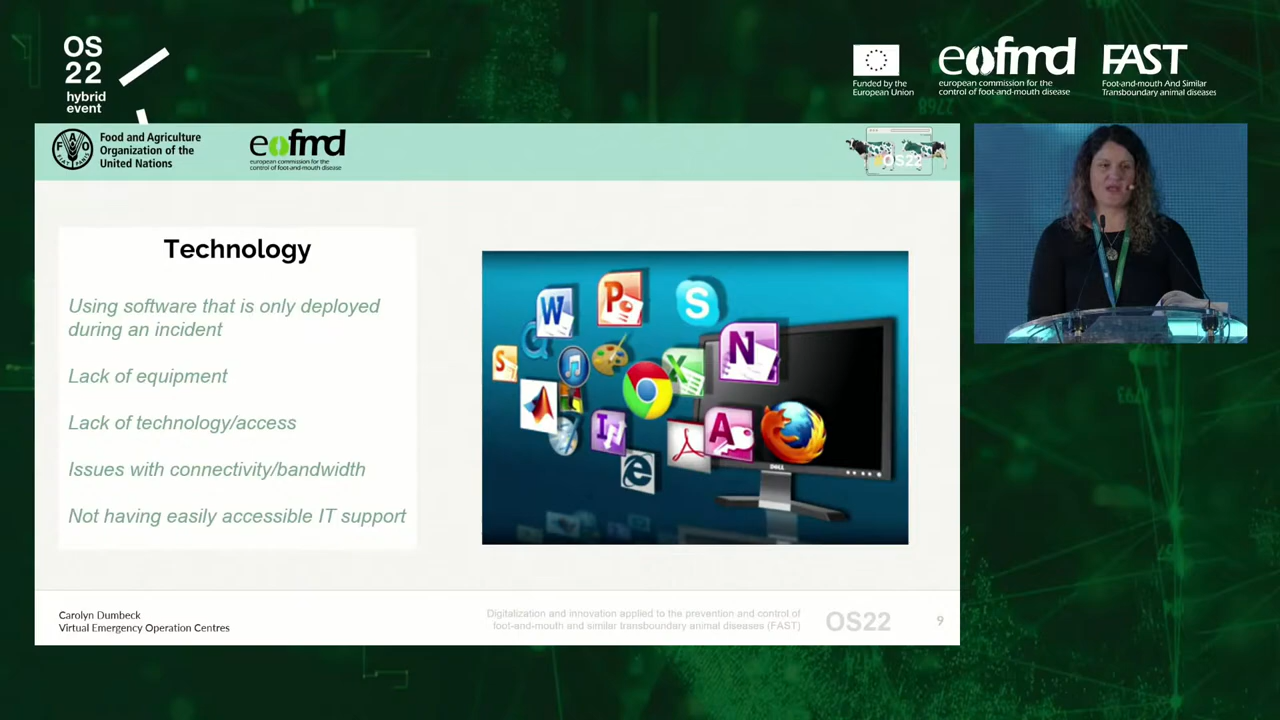 OS
22
hybrid
event
Funded by the
European Union
eofmd
european commission for the
control of foot-and-mouth disease
FAST
Foot-and-mouth And Similar
Transboundary animal diseases
Food and Agriculture
Organization of the
United Nations
eofmd
european commission for the
control of foot-and-mouth disease
OS22
Technology
Using software that is only deployed
during an incident
Lack of equipment
Lack of technology/access
Issues with connectivity/bandwidth
Not having easily accessible IT support
W
P
S
N
S
X
I
A
e
DELL
Carolyn Dumbeck
Virtual Emergency Operation Centres
Digitalization and innovation applied to the prevention and control of
foot-and-mouth and similar transboundary animal diseases (FAST)
OS22
9